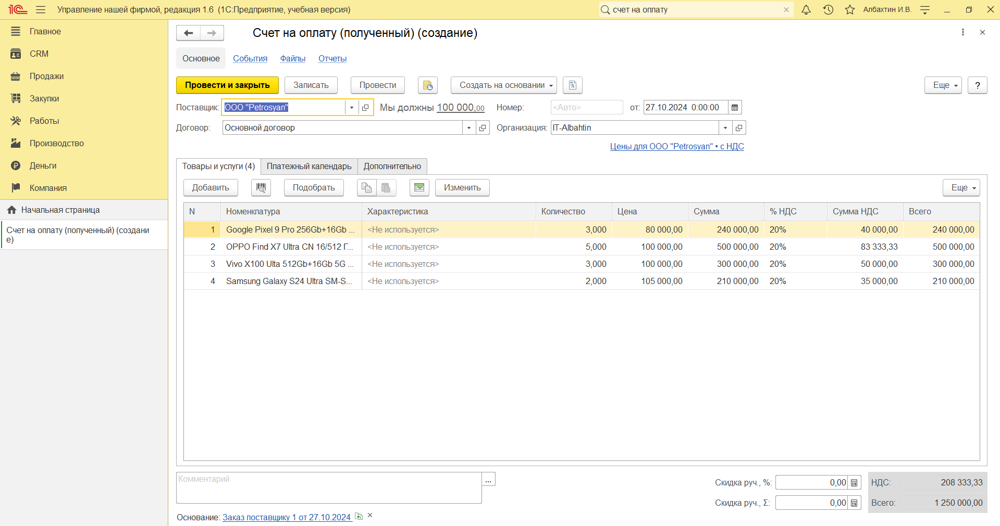 1С Управление нашей фирмой, редакция 1.6 (1С:Предприятие, учебная версия) счет на оплату Албахтин И.В.
Главное
CRM
Продажи
Закупки
Работы
Производство
Деньги
Компания
Начальная страница
Счет на оплату (полученный) (создани
е)
Счет на оплату (полученный) (создание)
Основное События Файлы Отчеты
Провести и закрыть Записать Провести Создать на основании Еще ?
Поставщик: ООО "Petrosyan" Мы должны 100 000,00 Номер: <Авто> от: 27.10.2024 0:00:00
Договор: Основной договор Организация: IT-Albahtin
Цены для ООО "Petrosyan" • с НДС
Товары и услуги (4) Платежный календарь Дополнительно
Добавить Подобрать Изменить Еще
N Номенклатура Характеристика Количество Цена Сумма % НДС Сумма НДС Всего
1 Google Pixel 9 Pro 256Gb+16Gb ... <Не используется> 3,000 80 000,00 240 000,00 20% 40 000,00 240 000,00
2 OPPO Find X7 Ultra CN 16/512 Г... <Не используется> 5,000 100 000,00 500 000,00 20% 83 333,33 500 000,00
3 Vivo X100 Ulta 512Gb+16Gb 5G ... <Не используется> 3,000 100 000,00 300 000,00 20% 50 000,00 300 000,00
4 Samsung Galaxy S24 Ultra SM-S... <Не используется> 2,000 105 000,00 210 000,00 20% 35 000,00 210 000,00
Комментарий ...
Скидка руч., %: 0,00 НДС: 208 333,33
Скидка руч., Σ: 0,00 Всего: 1 250 000,00
Основание: Заказ поставщику 1 от 27.10.2024